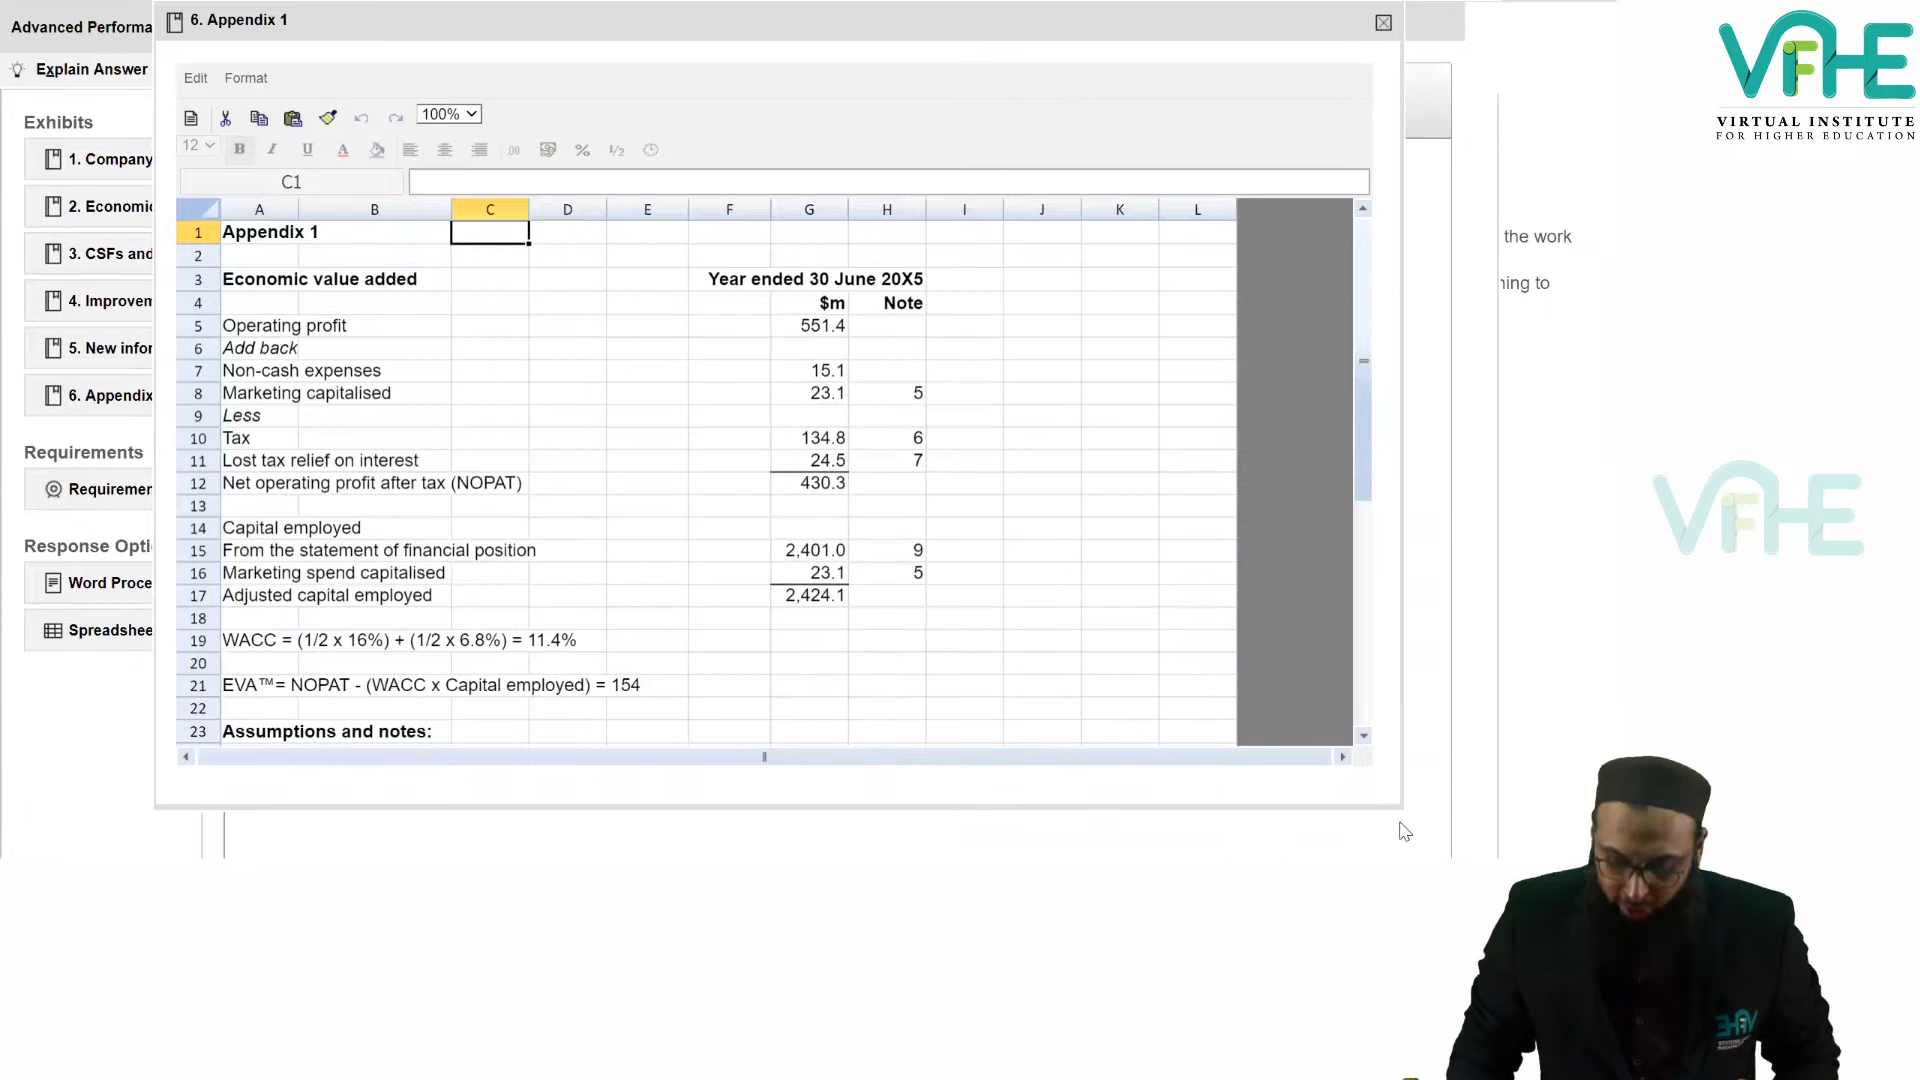 Advanced Performa
6. Appendix 1
VFHE
VIRTUAL INSTITUTE
FOR HIGHER EDUCATION
Explain Answer
Edit Format
Exhibits
1. Company
2. Economic
3. CSFs and
4. Improvem
5. New infor
6. Appendix
Requirements
Requiremen
Response Opti
Word Proce
Spreadshee
100%
12 B I U A .00 % 1/2
C1
A B C D E F G H I J K L
1 Appendix 1
2
3 Economic value added Year ended 30 June 20X5
4 $m Note
5 Operating profit 551.4
6 Add back
7 Non-cash expenses 15.1
8 Marketing capitalised 23.1 5
9 Less
10 Tax 134.8 6
11 Lost tax relief on interest 24.5 7
12 Net operating profit after tax (NOPAT) 430.3
13
14 Capital employed
15 From the statement of financial position 2,401.0 9
16 Marketing spend capitalised 23.1 5
17 Adjusted capital employed 2,424.1
18
19 WACC = (1/2 x 16%) + (1/2 x 6.8%) = 11.4%
20
21 EVA™= NOPAT - (WACC x Capital employed) = 154
22
23 Assumptions and notes:
the work
ning to
VFHE